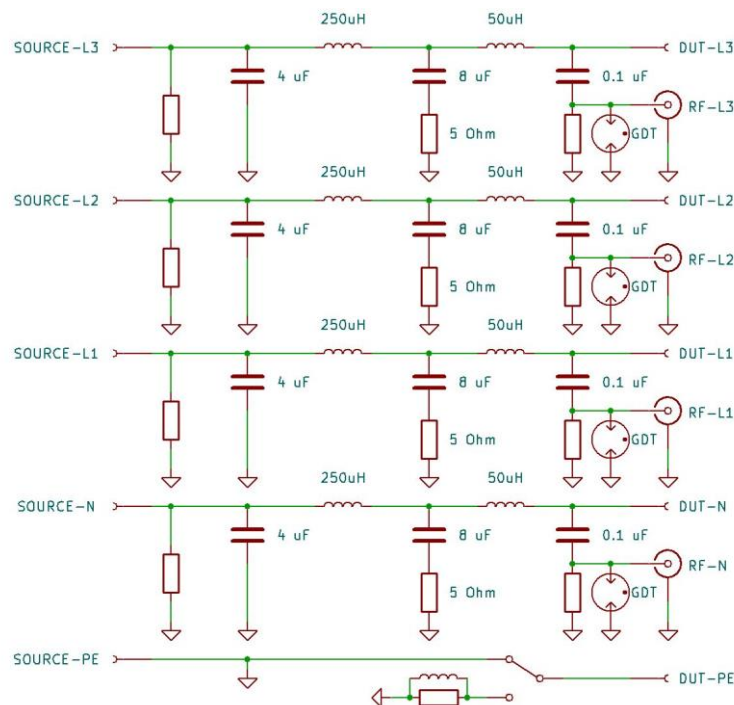 250uH 50uH
SOURCE-L3 DUT-L3
4 uF 8 uF 0.1 uF
RF-L3
5 Ohm GDT
250uH 50uH
SOURCE-L2 DUT-L2
4 uF 8 uF 0.1 uF
RF-L2
5 Ohm GDT
250uH 50uH
SOURCE-L1 DUT-L1
4 uF 8 uF 0.1 uF
RF-L1
5 Ohm GDT
250uH 50uH
SOURCE-N DUT-N
4 uF 8 uF 0.1 uF
RF-N
5 Ohm GDT
SOURCE-PE
DUT-PE